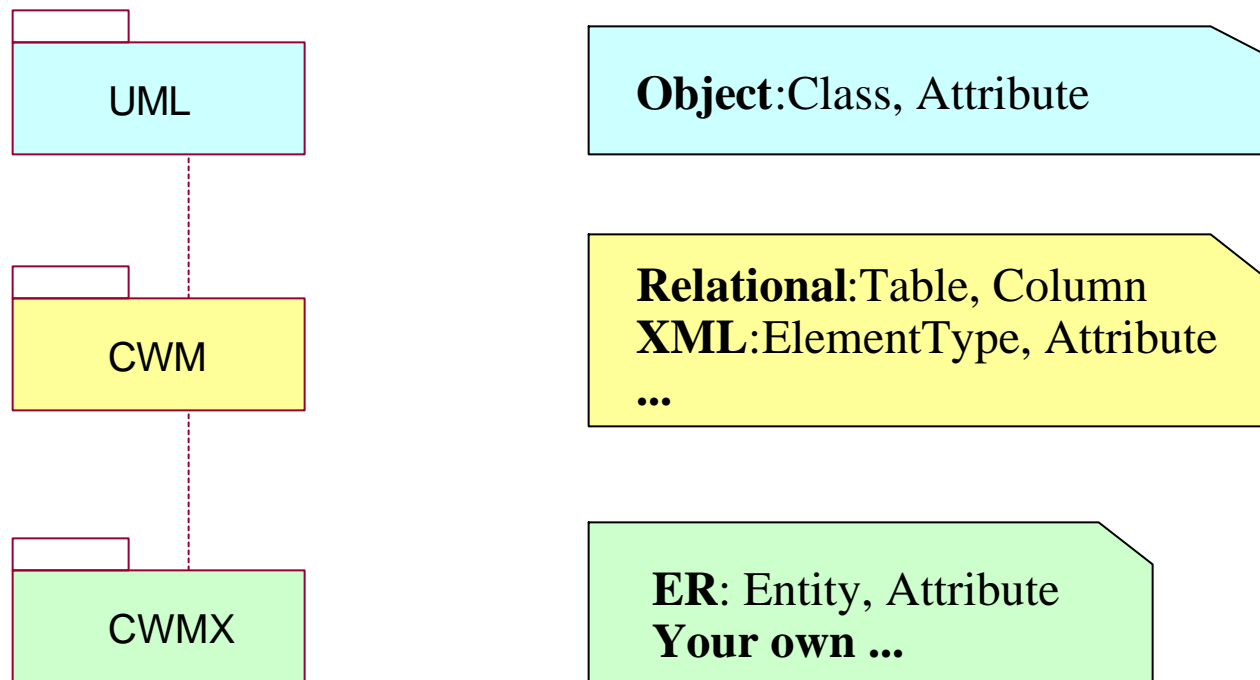 UML
Object:Class, Attribute
CWM
Relational:Table, Column
XML:ElementType, Attribute
...
CWMX
ER: Entity, Attribute
Your own ...